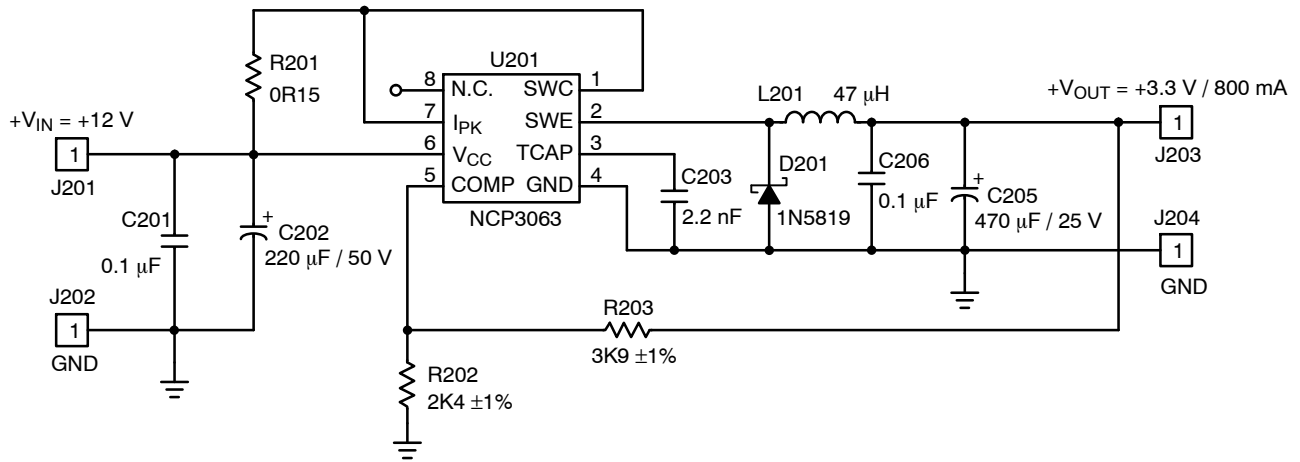 R201
0R15
+VIN = +12 V
1
J201
C201
0.1 μF
+
C202
220 μF / 50 V
J202
1
GND
U201
8 N.C. SWC 1
7 IPK SWE 2
6 VCC TCAP 3
5 COMP GND 4
NCP3063
C203
2.2 nF
L201 47 μH
D201
1N5819
C206
0.1 μF
+
C205
470 μF / 25 V
+VOUT = +3.3 V / 800 mA
1
J203
J204
1
GND
R203
3K9 ±1%
R202
2K4 ±1%